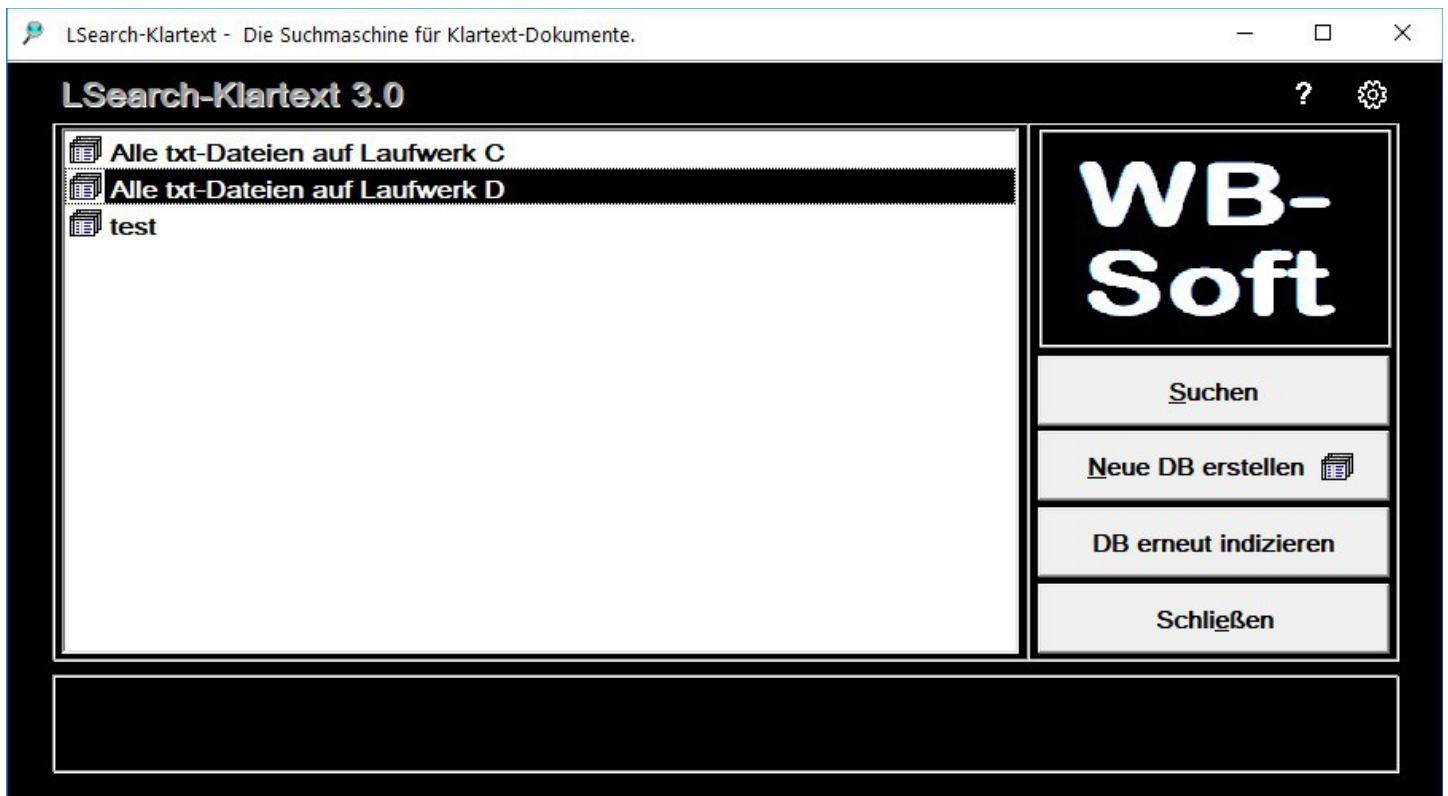 LSearch-Klartext - Die Suchmaschine für Klartext-Dokumente.
LSearch-Klartext 3.0
?
Alle txt-Dateien auf Laufwerk C
Alle txt-Dateien auf Laufwerk D
test
WB-
Soft
Suchen
Neue DB erstellen
DB erneut indizieren
Schließen